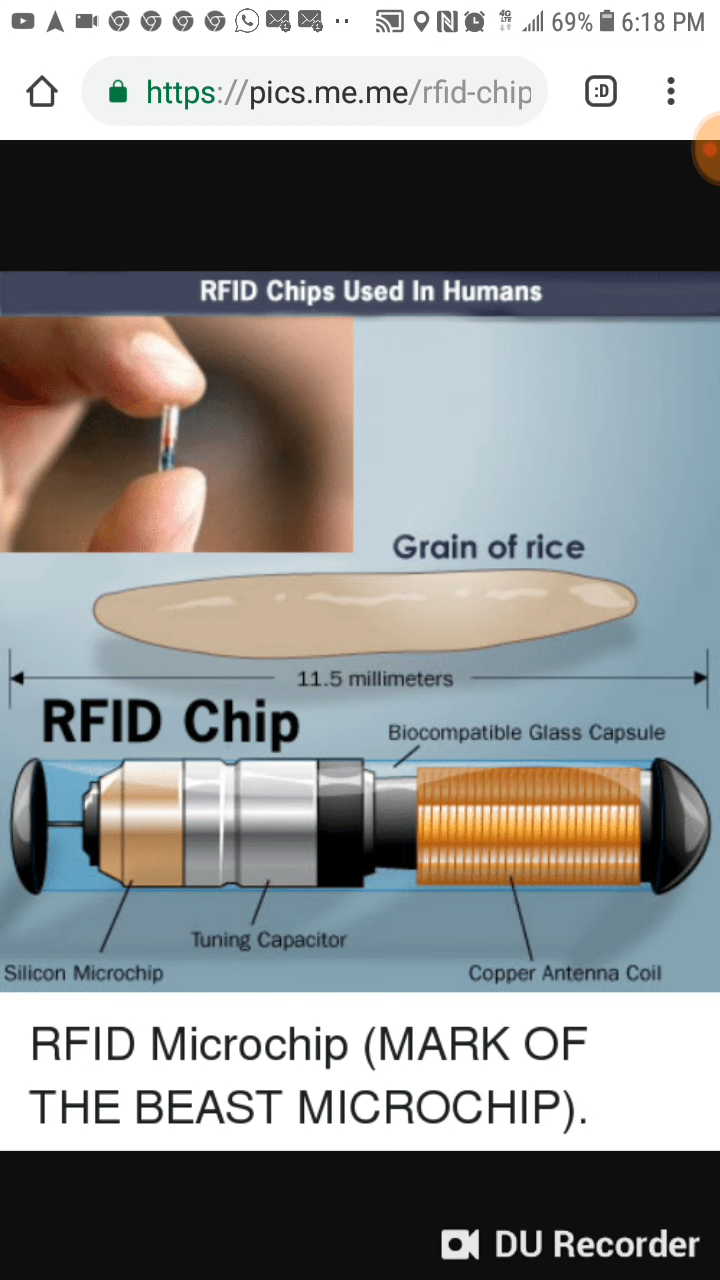 69% 6:18 PM
https://pics.me.me/rfid-chip
:D
RFID Chips Used In Humans
Grain of rice
11.5 millimeters
RFID Chip
Biocompatible Glass Capsule
Tuning Capacitor
Silicon Microchip
Copper Antenna Coil
RFID Microchip (MARK OF
THE BEAST MICROCHIP).
DU Recorder